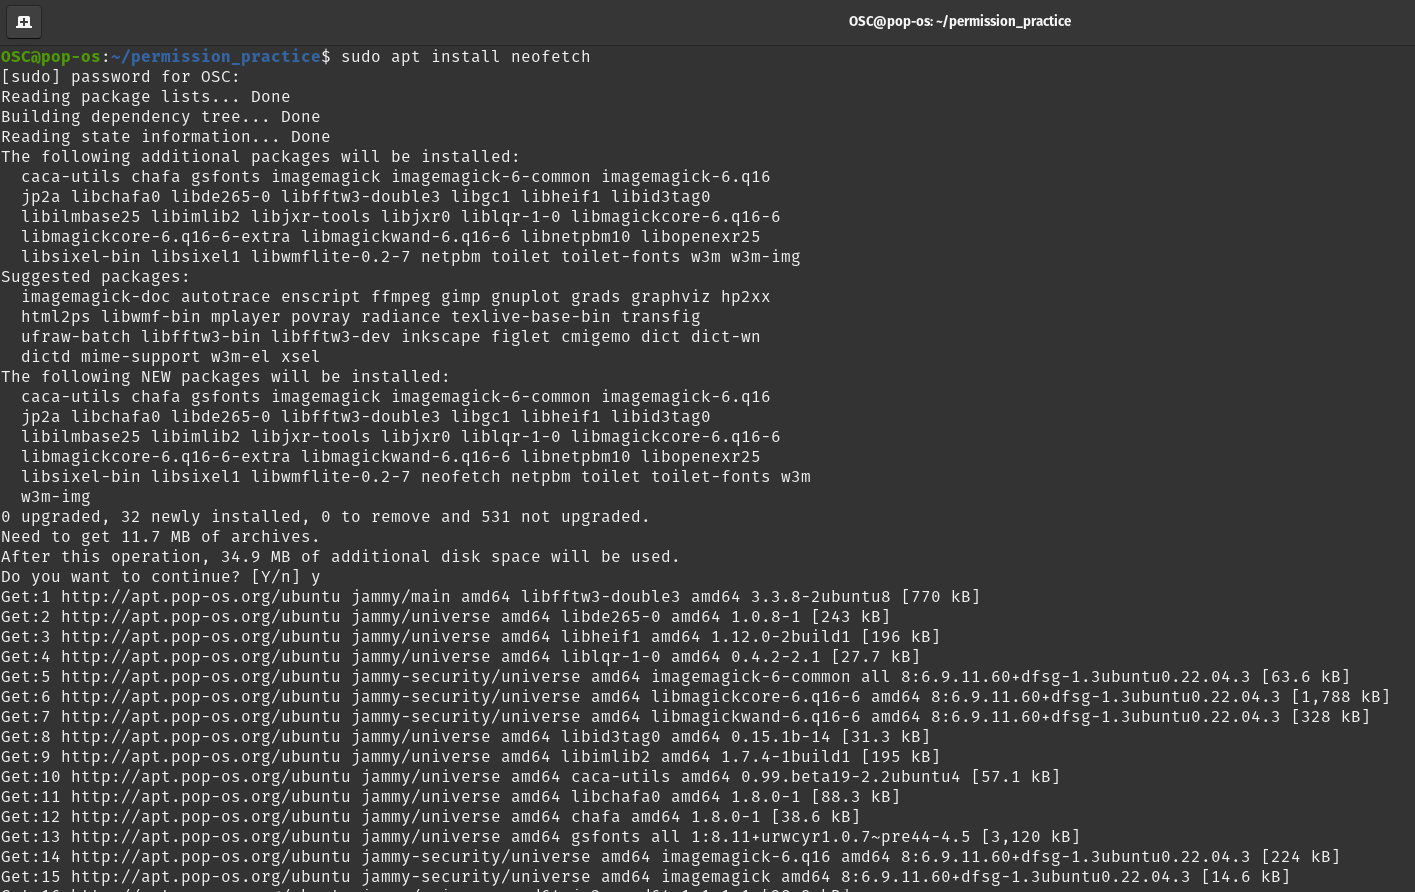 OSC@pop-os: ~/permission_practice
OSC@pop-os:~/permission_practice$ sudo apt install neofetch
[sudo] password for OSC:
Reading package lists... Done
Building dependency tree... Done
Reading state information... Done
The following additional packages will be installed:
  caca-utils chafa gsfonts imagemagick imagemagick-6-common imagemagick-6.q16
  jp2a libchafa0 libde265-0 libfftw3-double3 libgc1 libheif1 libid3tag0
  libilmbase25 libimlib2 libjxr-tools libjxr0 liblqr-1-0 libmagickcore-6.q16-6
  libmagickcore-6.q16-6-extra libmagickwand-6.q16-6 libnetpbm10 libopenexr25
  libsixel-bin libsixel1 libwmflite-0.2-7 netpbm toilet toilet-fonts w3m w3m-img
Suggested packages:
  imagemagick-doc autotrace enscript ffmpeg gimp gnuplot grads graphviz hp2xx
  html2ps libwmf-bin mplayer povray radiance texlive-base-bin transfig
  ufraw-batch libfftw3-bin libfftw3-dev inkscape figlet cmigemo dict dict-wn
  dictd mime-support w3m-el xsel
The following NEW packages will be installed:
  caca-utils chafa gsfonts imagemagick imagemagick-6-common imagemagick-6.q16
  jp2a libchafa0 libde265-0 libfftw3-double3 libgc1 libheif1 libid3tag0
  libilmbase25 libimlib2 libjxr-tools libjxr0 liblqr-1-0 libmagickcore-6.q16-6
  libmagickcore-6.q16-6-extra libmagickwand-6.q16-6 libnetpbm10 libopenexr25
  libsixel-bin libsixel1 libwmflite-0.2-7 neofetch netpbm toilet toilet-fonts w3m
  w3m-img
0 upgraded, 32 newly installed, 0 to remove and 531 not upgraded.
Need to get 11.7 MB of archives.
After this operation, 34.9 MB of additional disk space will be used.
Do you want to continue? [Y/n] y
Get:1 http://apt.pop-os.org/ubuntu jammy/main amd64 libfftw3-double3 amd64 3.3.8-2ubuntu8 [770 kB]
Get:2 http://apt.pop-os.org/ubuntu jammy/universe amd64 libde265-0 amd64 1.0.8-1 [243 kB]
Get:3 http://apt.pop-os.org/ubuntu jammy/universe amd64 libheif1 amd64 1.12.0-2build1 [196 kB]
Get:4 http://apt.pop-os.org/ubuntu jammy/universe amd64 liblqr-1-0 amd64 0.4.2-2.1 [27.7 kB]
Get:5 http://apt.pop-os.org/ubuntu jammy-security/universe amd64 imagemagick-6-common all 8:6.9.11.60+dfsg-1.3ubuntu0.22.04.3 [63.6 kB]
Get:6 http://apt.pop-os.org/ubuntu jammy-security/universe amd64 libmagickcore-6.q16-6 amd64 8:6.9.11.60+dfsg-1.3ubuntu0.22.04.3 [1,788 kB]
Get:7 http://apt.pop-os.org/ubuntu jammy-security/universe amd64 libmagickwand-6.q16-6 amd64 8:6.9.11.60+dfsg-1.3ubuntu0.22.04.3 [328 kB]
Get:8 http://apt.pop-os.org/ubuntu jammy/universe amd64 libid3tag0 amd64 0.15.1b-14 [31.3 kB]
Get:9 http://apt.pop-os.org/ubuntu jammy/universe amd64 libimlib2 amd64 1.7.4-1build1 [195 kB]
Get:10 http://apt.pop-os.org/ubuntu jammy/universe amd64 caca-utils amd64 0.99.beta19-2.2ubuntu4 [57.1 kB]
Get:11 http://apt.pop-os.org/ubuntu jammy/universe amd64 libchafa0 amd64 1.8.0-1 [88.3 kB]
Get:12 http://apt.pop-os.org/ubuntu jammy/universe amd64 chafa amd64 1.8.0-1 [38.6 kB]
Get:13 http://apt.pop-os.org/ubuntu jammy/universe amd64 gsfonts all 1:8.11+urwcyr1.0.7~pre44-4.5 [3,120 kB]
Get:14 http://apt.pop-os.org/ubuntu jammy-security/universe amd64 imagemagick-6.q16 amd64 8:6.9.11.60+dfsg-1.3ubuntu0.22.04.3 [224 kB]
Get:15 http://apt.pop-os.org/ubuntu jammy-security/universe amd64 imagemagick amd64 8:6.9.11.60+dfsg-1.3ubuntu0.22.04.3 [14.6 kB]